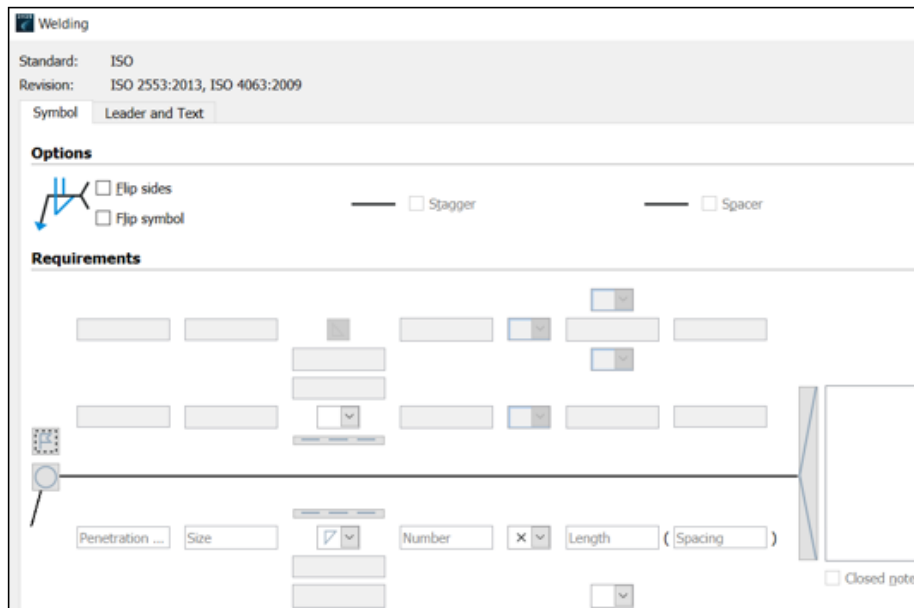 Welding
Standard: ISO
Revision: ISO 2553:2013, ISO 4063:2009
Symbol Leader and Text
Options
Flip sides
Stagger Spacer
Flip symbol
Requirements
Penetration ... Size Number × Length ( Spacing )
Closed note